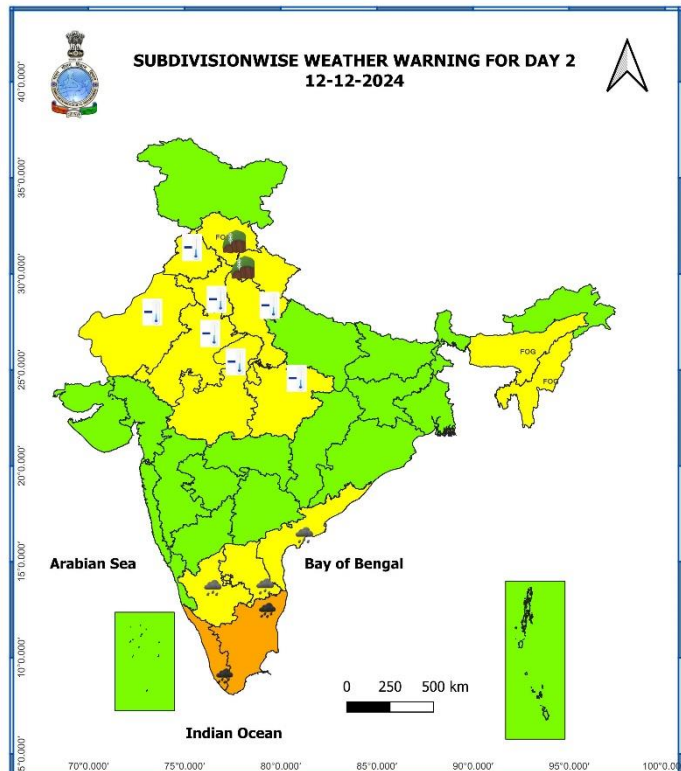 SUBDIVISIONWISE WEATHER WARNING FOR DAY 2
12-12-2024
40°0.000'
35°0.000'
30°0.000'
25°0.000'
20°0.000'
15°0.000'
10°0.000'
5°0.000'
FOG
FOG
Arabian Sea
Bay of Bengal
0 250 500 km
Indian Ocean
70°0.000' 75°0.000' 80°0.000' 85°0.000' 90°0.000' 95°0.000' 100°0.00